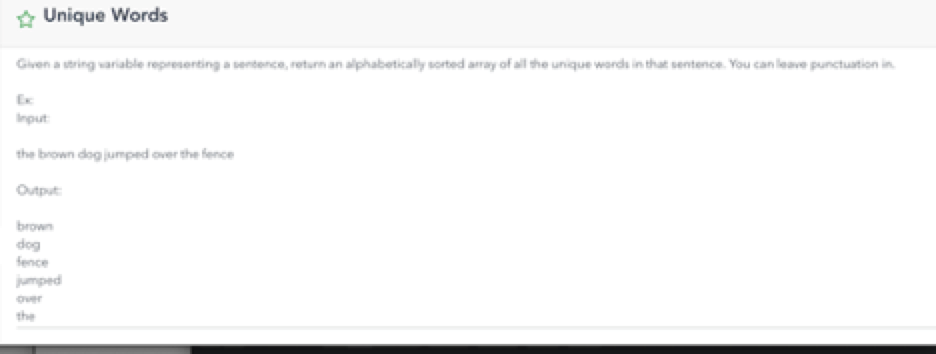 Unique Words
Given a string variable representing a sentence, return an alphabetically sorted array of all the unique words in that sentence. You can leave punctuation in.
Ex:
Input:
the brown dog jumped over the fence
Output:
brown
dog
fence
jumped
over
the